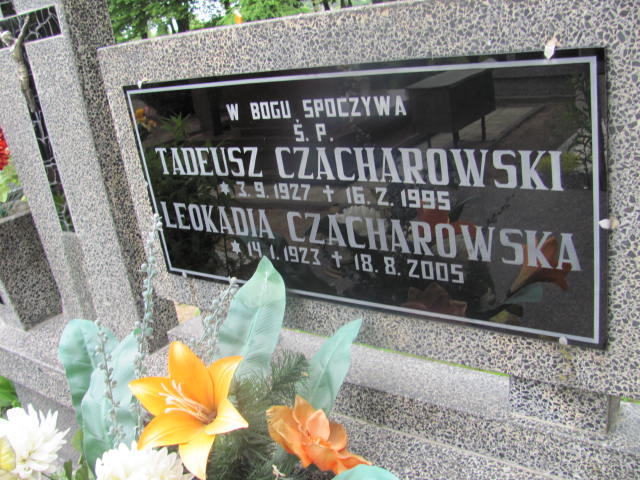 W BOGU SPOCZYWA
Ś. P.
TADEUSZ CZACHAROWSKI
* 3. 9. 1927 + 16. 2. 1995
LEOKADIA CZACHAROWSKA
* 14. 1. 1923 + 18. 8. 2005